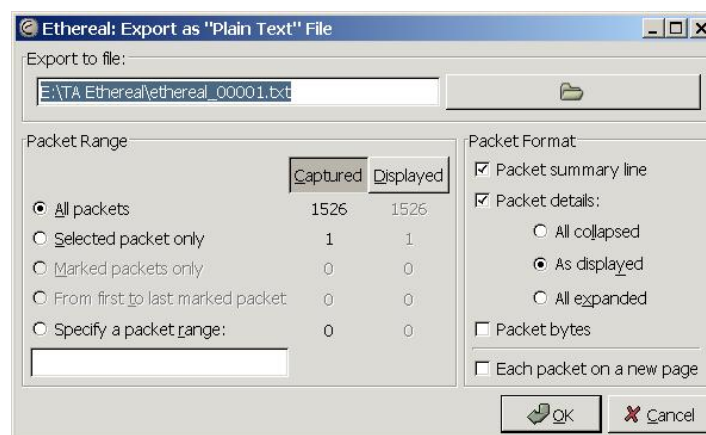 Ethereal: Export as "Plain Text" File
Export to file:
E:\TA Ethereal\ethereal_00001.txt
Packet Range
Captured Displayed
All packets 1526 1526
Selected packet only 1 1
Marked packets only 0 0
From first to last marked packet 0 0
Specify a packet range: 0 0
Packet Format
Packet summary line
Packet details:
All collapsed
As displayed
All expanded
Packet bytes
Each packet on a new page
OK Cancel